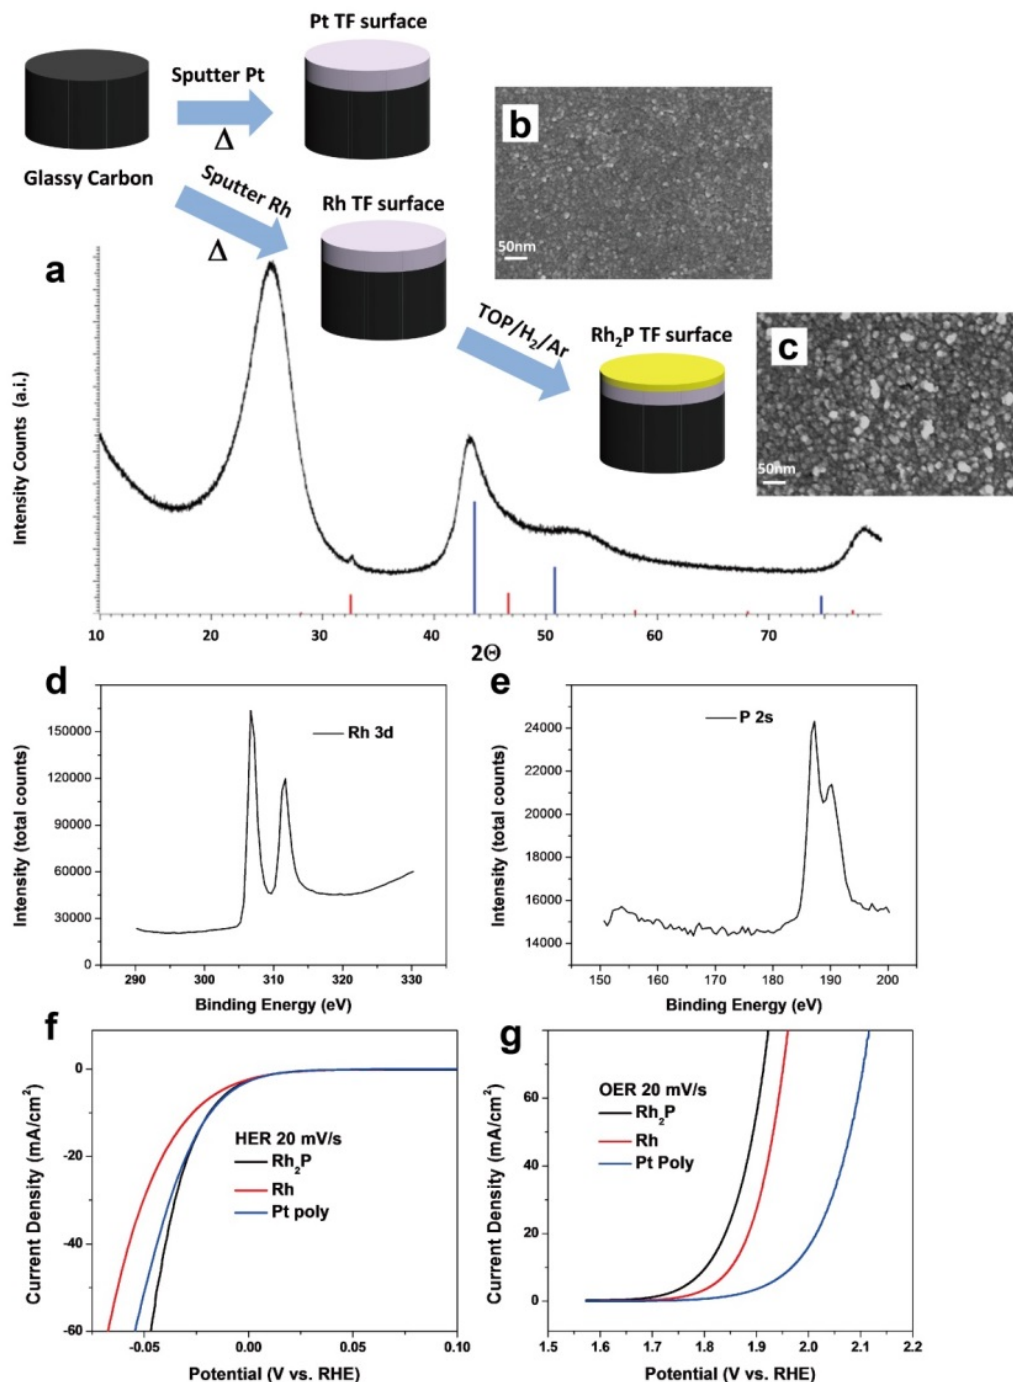 Pt TF surface
Sputter Pt
Δ
Glassy Carbon
Sputter Rh
Δ
Rh TF surface
TOP/H₂/Ar
Rh₂P TF surface
b
50nm
c
50nm
a
Intensity Counts (a.i.)
10 20 30 40 50 60 70
2Θ
d
Rh 3d
Intensity (total counts)
150000
120000
90000
60000
30000
0
290 300 310 320 330
Binding Energy (eV)
e
P 2s
Intensity (total counts)
24000
22000
20000
18000
16000
14000
150 160 170 180 190 200
Binding Energy (eV)
f
HER 20 mV/s
Rh₂P
Rh
Pt poly
Current Density (mA/cm²)
0
-20
-40
-60
-0.05 0.00 0.05 0.10
Potential (V vs. RHE)
g
OER 20 mV/s
Rh₂P
Rh
Pt Poly
Current Density (mA/cm²)
60
40
20
0
1.5 1.6 1.7 1.8 1.9 2.0 2.1 2.2
Potential (V vs. RHE)